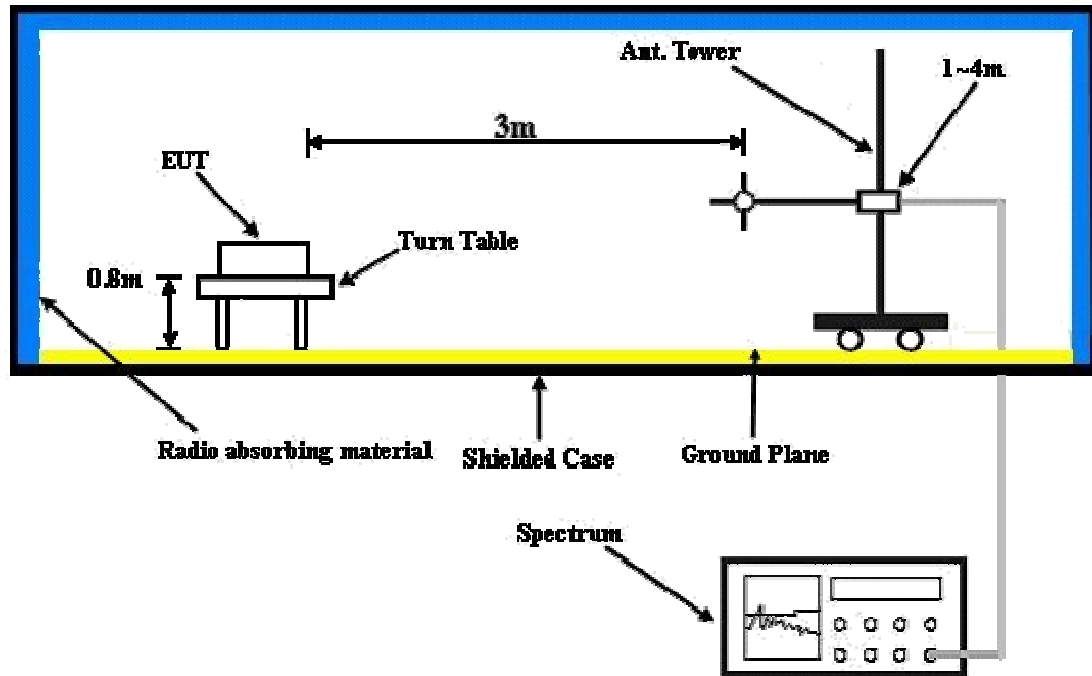 Ant. Tower
1~4m
3m
EUT
Turn Table
0.8m
Radio absorbing material
Shielded Case
Ground Plane
Spectrum